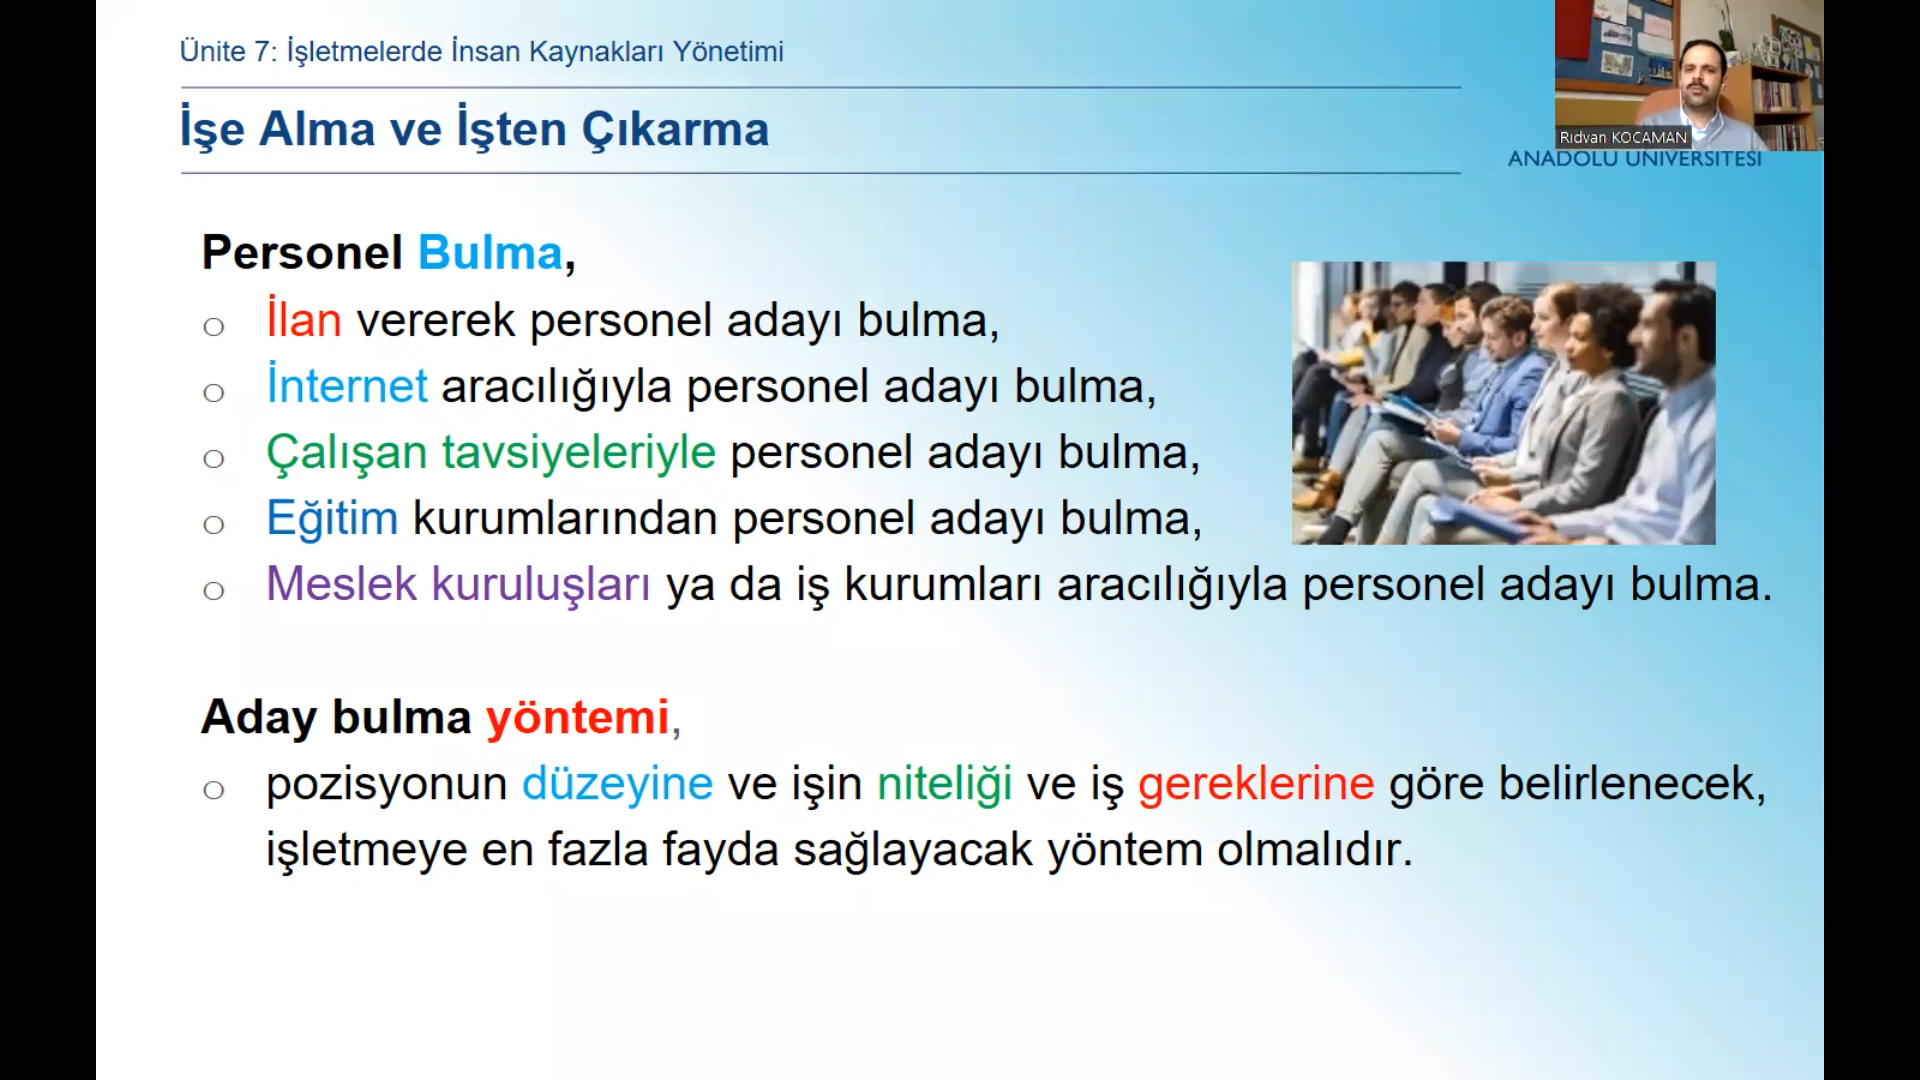 Ünite 7: İşletmelerde İnsan Kaynakları Yönetimi
İşe Alma ve İşten Çıkarma
Rıdvan KOCAMAN
ANADOLU ÜNİVERSİTESİ
Personel Bulma,
o İlan vererek personel adayı bulma,
o İnternet aracılığıyla personel adayı bulma,
o Çalışan tavsiyeleriyle personel adayı bulma,
o Eğitim kurumlarından personel adayı bulma,
o Meslek kuruluşları ya da iş kurumları aracılığıyla personel adayı bulma.
Aday bulma yöntemi,
o pozisyonun düzeyine ve işin niteliği ve iş gereklerine göre belirlenecek,
işletmeye en fazla fayda sağlayacak yöntem olmalıdır.